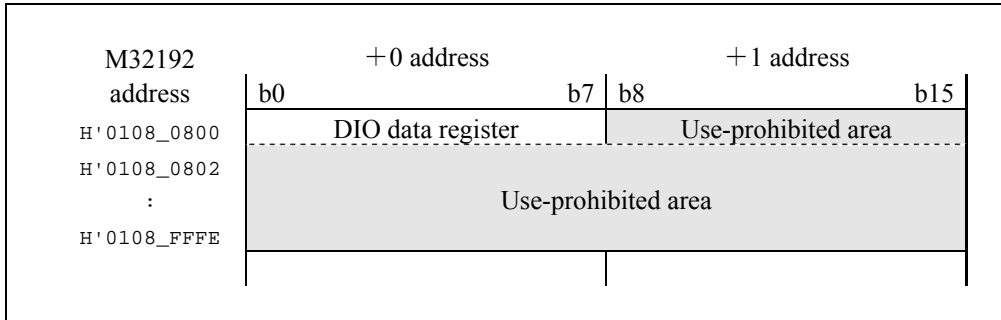 M32192 ＋0 address ＋1 address
address b0 b7 b8 b15
H'0108_0800 DIO data register Use-prohibited area
H'0108_0802
: Use-prohibited area
H'0108_FFFE